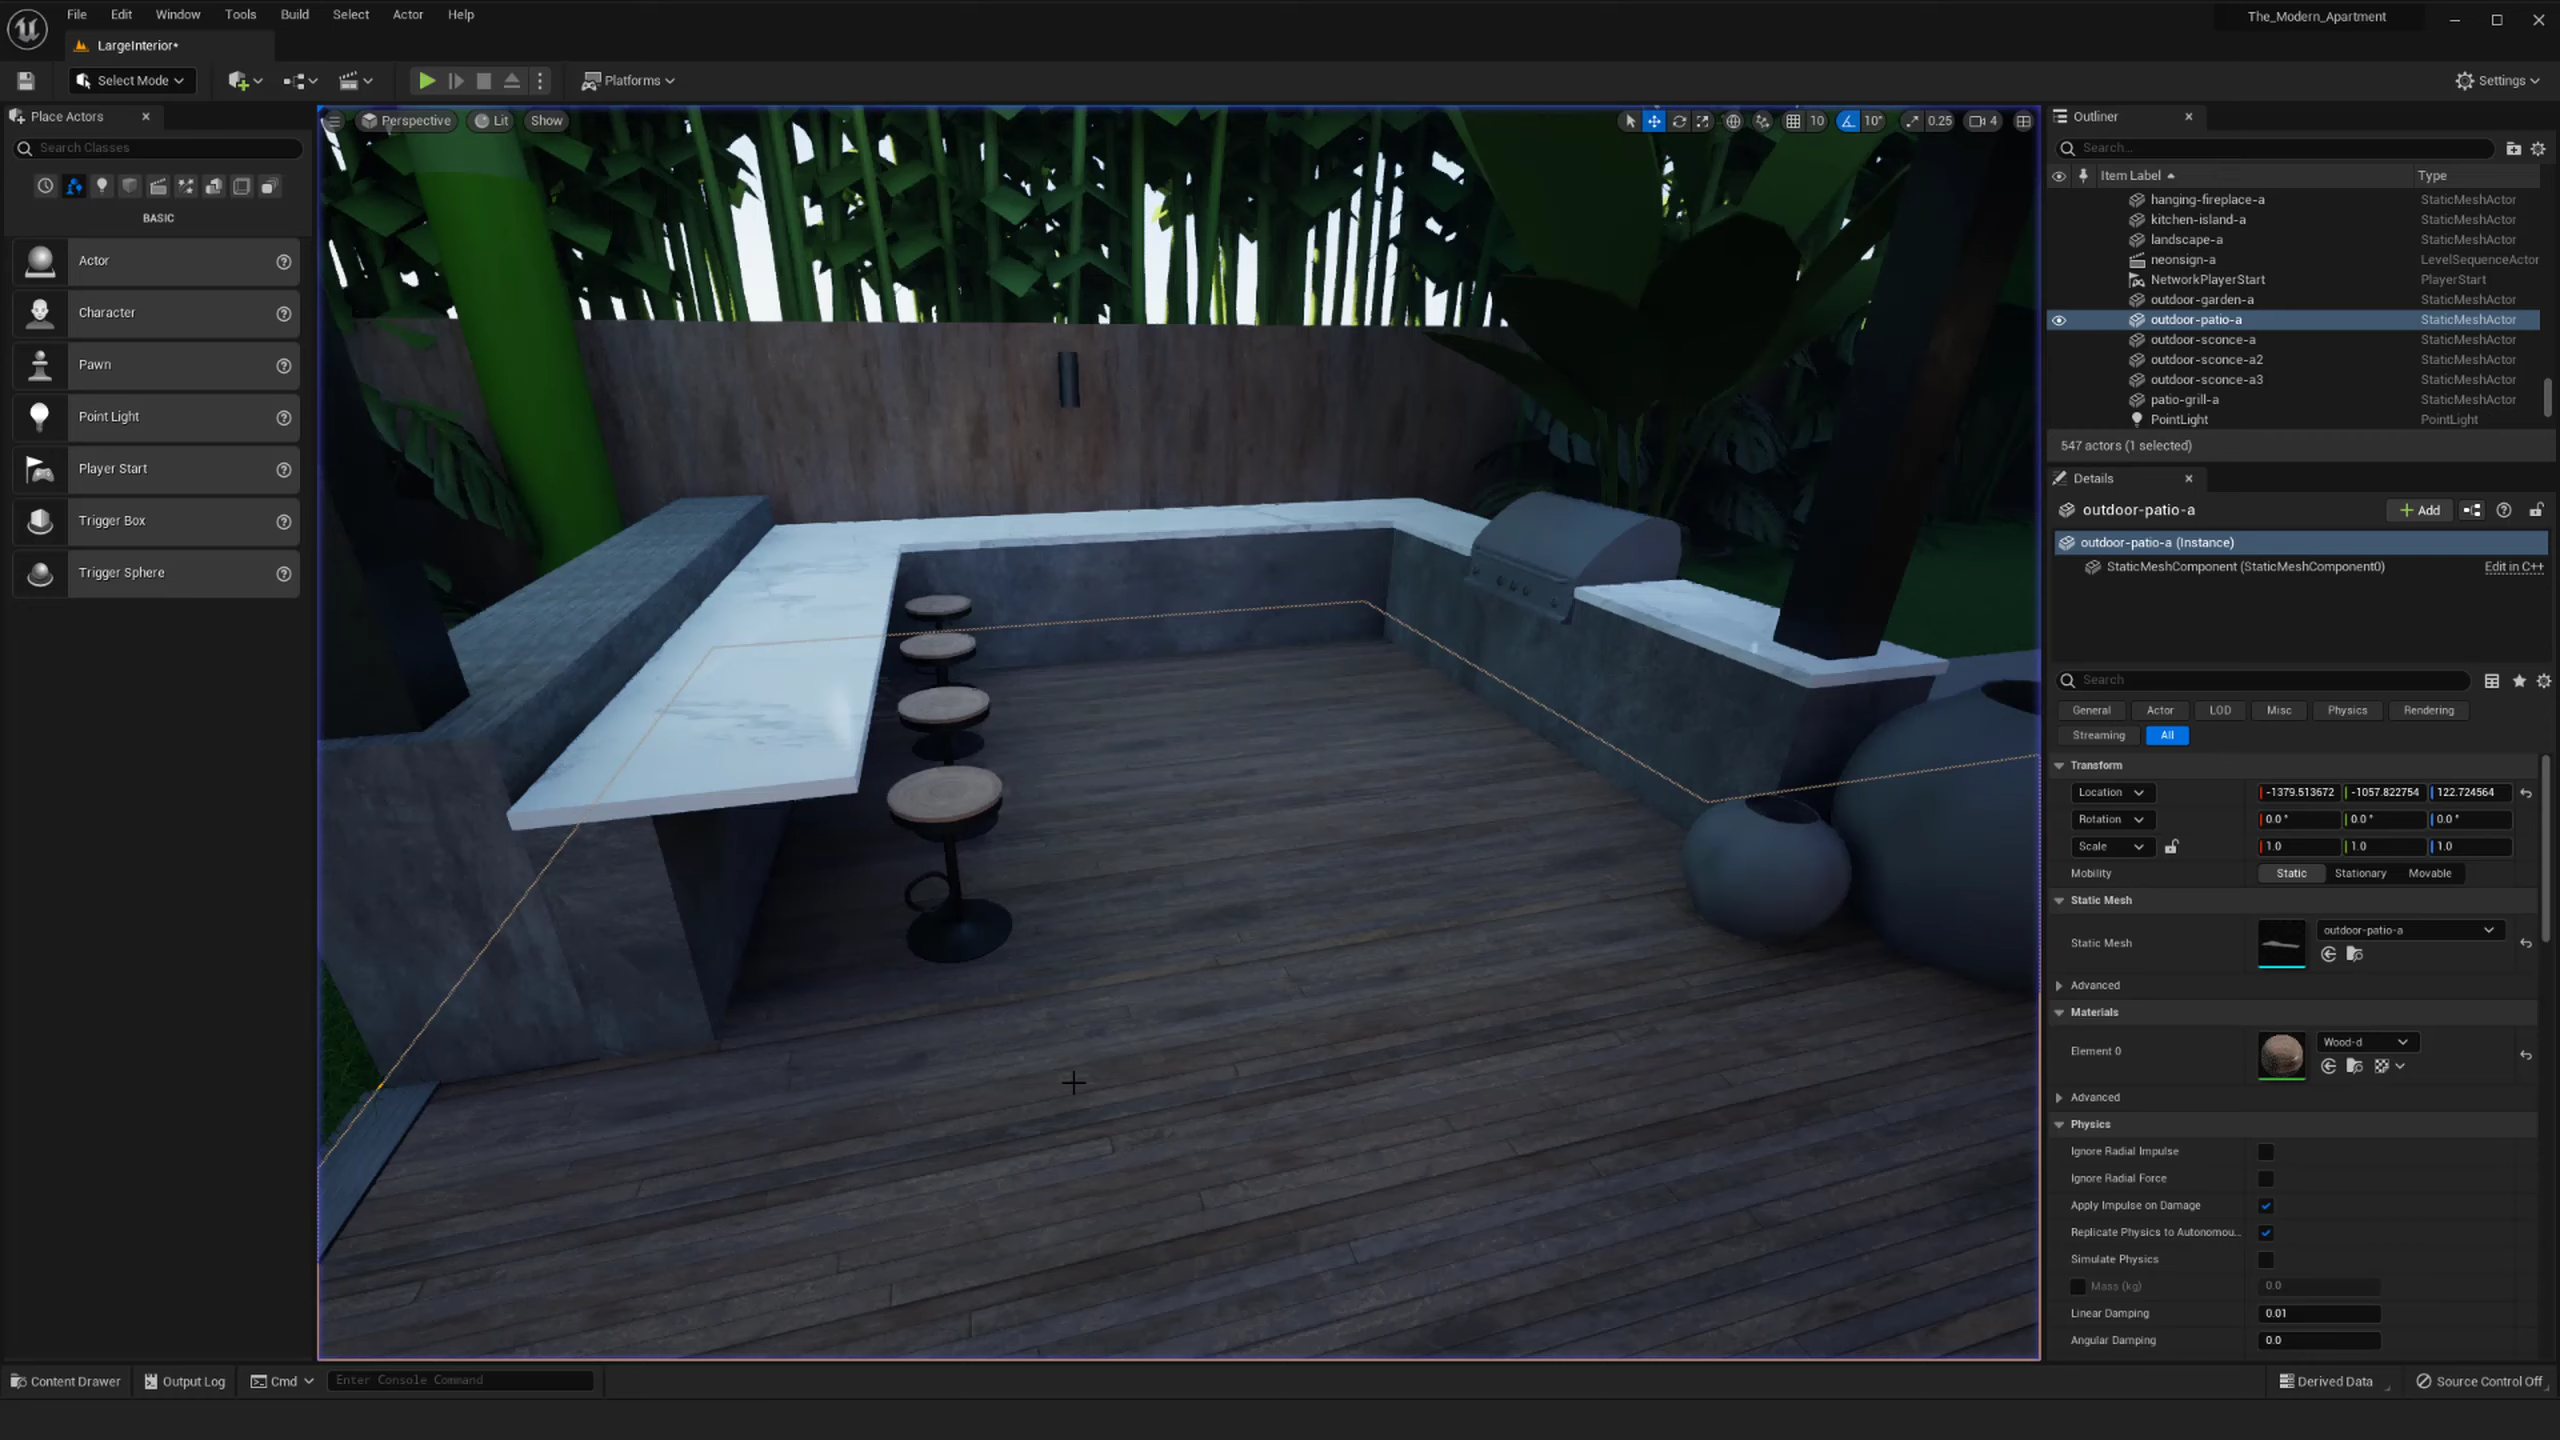 File Edit Window Tools Build Select Actor Help
The_Modern_Apartment
LargeInterior*
Select Mode
Platforms
Settings
Place Actors
Search Classes
BASIC
Actor
Character
Pawn
Point Light
Player Start
Trigger Box
Trigger Sphere
Perspective Lit Show
10 10° 0.25 4
Outliner
Search...
Item Label Type
hanging-fireplace-a StaticMeshActor
kitchen-island-a StaticMeshActor
landscape-a StaticMeshActor
neonsign-a LevelSequenceActor
NetworkPlayerStart PlayerStart
outdoor-garden-a StaticMeshActor
outdoor-patio-a StaticMeshActor
outdoor-sconce-a StaticMeshActor
outdoor-sconce-a2 StaticMeshActor
outdoor-sconce-a3 StaticMeshActor
patio-grill-a StaticMeshActor
PointLight PointLight
547 actors (1 selected)
Details
outdoor-patio-a
Add
outdoor-patio-a (Instance)
StaticMeshComponent (StaticMeshComponent0) Edit in C++
Search
General Actor LOD Misc Physics Rendering
Streaming All
Transform
Location -1379.513672 -1057.822754 122.724564
Rotation 0.0° 0.0° 0.0°
Scale 1.0 1.0 1.0
Mobility Static Stationary Movable
Static Mesh
Static Mesh outdoor-patio-a
Advanced
Materials
Element 0 Wood-d
Advanced
Physics
Ignore Radial Impulse
Ignore Radial Force
Apply Impulse on Damage
Replicate Physics to Autonomou...
Simulate Physics
Mass (kg) 0.0
Linear Damping 0.01
Angular Damping 0.0
Content Drawer Output Log Cmd Enter Console Command
Derived Data Source Control Off